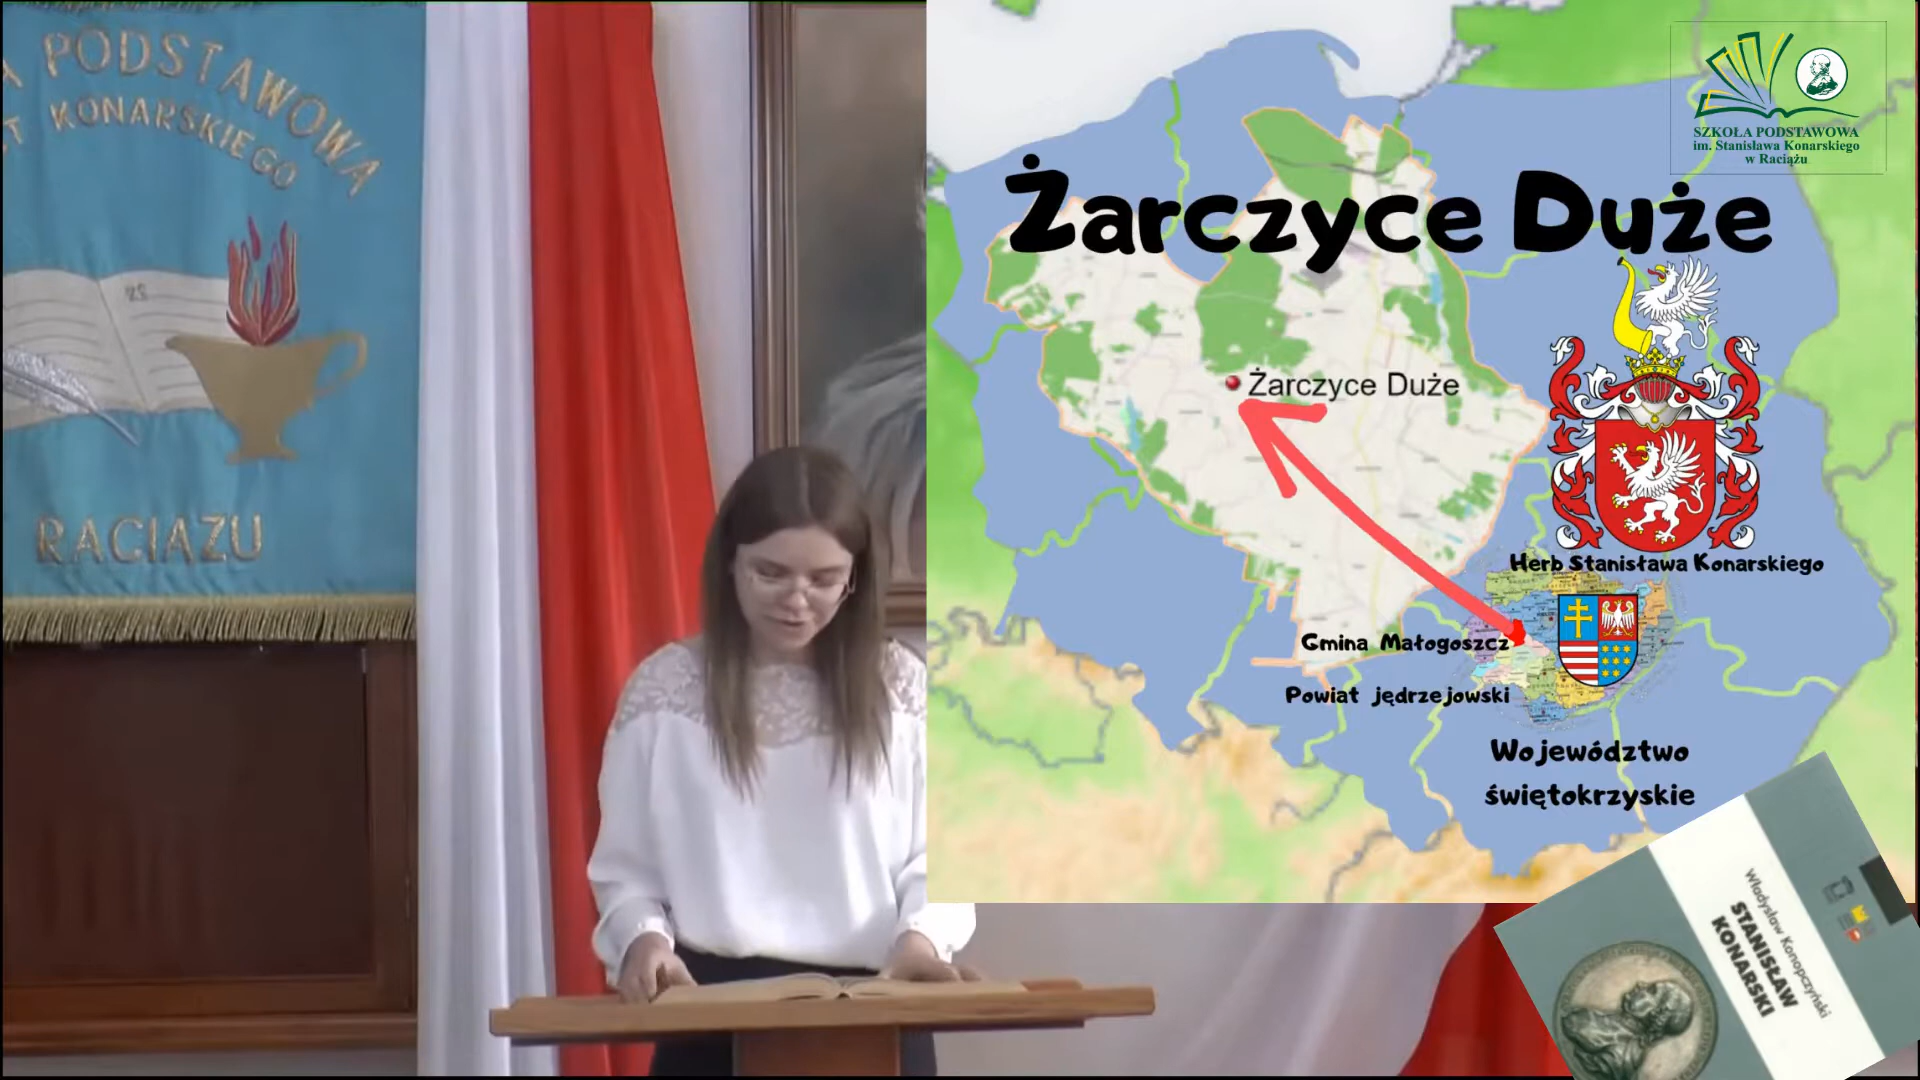 PODSTAWOWA
KONARSKIEGO
RACIĄZU
SZKOŁA PODSTAWOWA
im. Stanisława Konarskiego
w Raciążu
Żarczyce Duże
Żarczyce Duże
Herb Stanisława Konarskiego
Gmina Małogoszcz
Powiat jędrzejowski
Województwo
świętokrzyskie
Władysław Konopczyński
STANISŁAW
KONARSKI